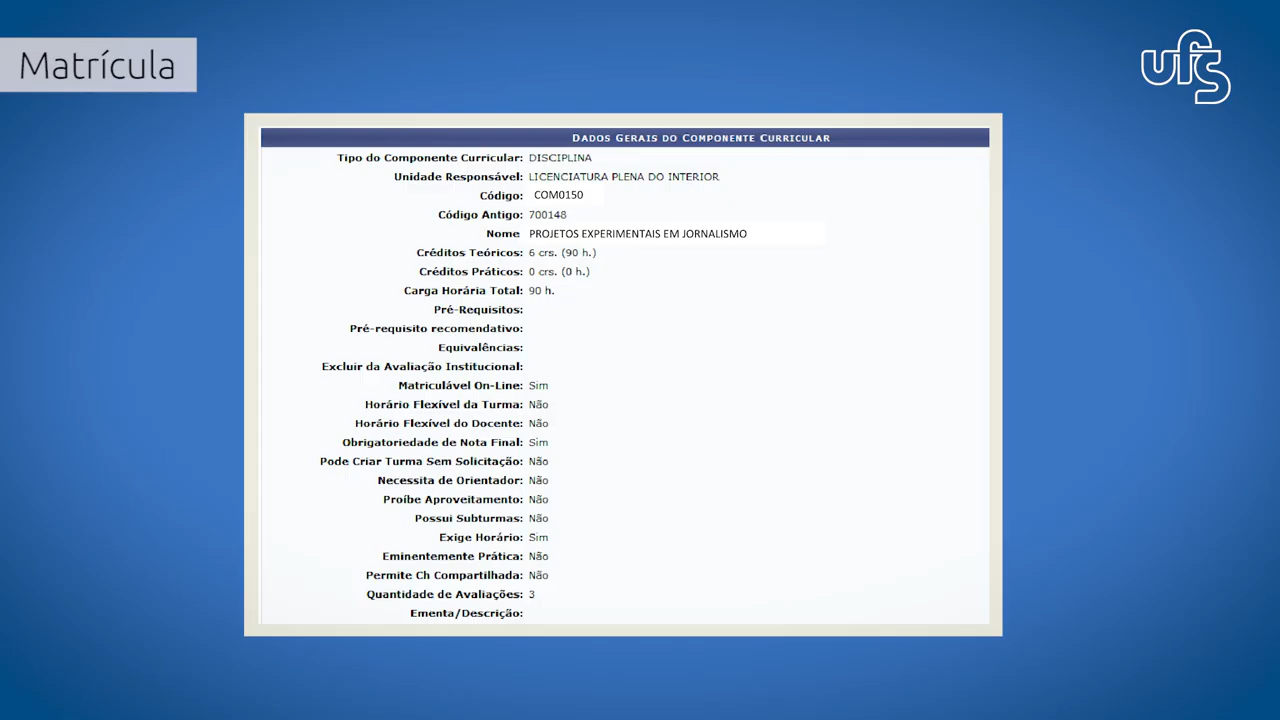 Matrícula
ufs
DADOS GERAIS DO COMPONENTE CURRICULAR
Tipo do Componente Curricular: DISCIPLINA
Unidade Responsável: LICENCIATURA PLENA DO INTERIOR
Código: COM0150
Código Antigo: 700148
Nome PROJETOS EXPERIMENTAIS EM JORNALISMO
Créditos Teóricos: 6 crs. (90 h.)
Créditos Práticos: 0 crs. (0 h.)
Carga Horária Total: 90 h.
Pré-Requisitos:
Pré-requisito recomendativo:
Equivalências:
Excluir da Avaliação Institucional:
Matriculável On-Line: Sim
Horário Flexível da Turma: Não
Horário Flexível do Docente: Não
Obrigatoriedade de Nota Final: Sim
Pode Criar Turma Sem Solicitação: Não
Necessita de Orientador: Não
Proíbe Aproveitamento: Não
Possui Subturmas: Não
Exige Horário: Sim
Eminentemente Prática: Não
Permite Ch Compartilhada: Não
Quantidade de Avaliações: 3
Ementa/Descrição: